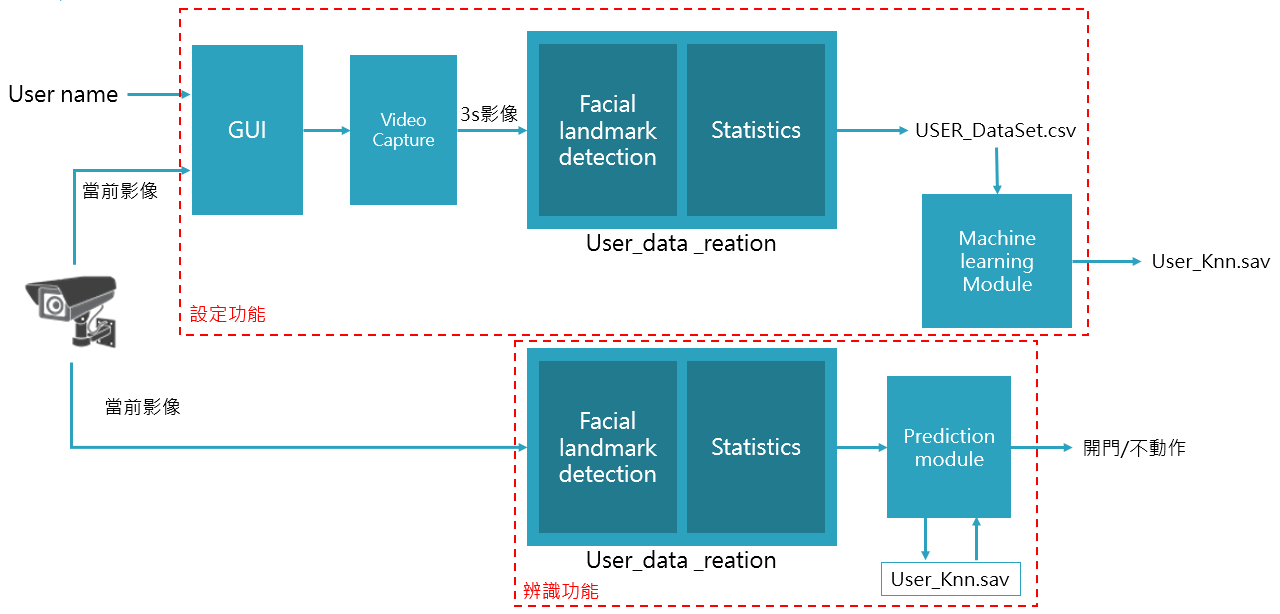 User name
GUI
Video
Capture
3s影像
Facial
landmark
detection
Statistics
USER_DataSet.csv
當前影像
User_data _reation
Machine
learning
Module
User_Knn.sav
設定功能
當前影像
Facial
landmark
detection
Statistics
Prediction
module
開門/不動作
User_data _reation
User_Knn.sav
辨識功能